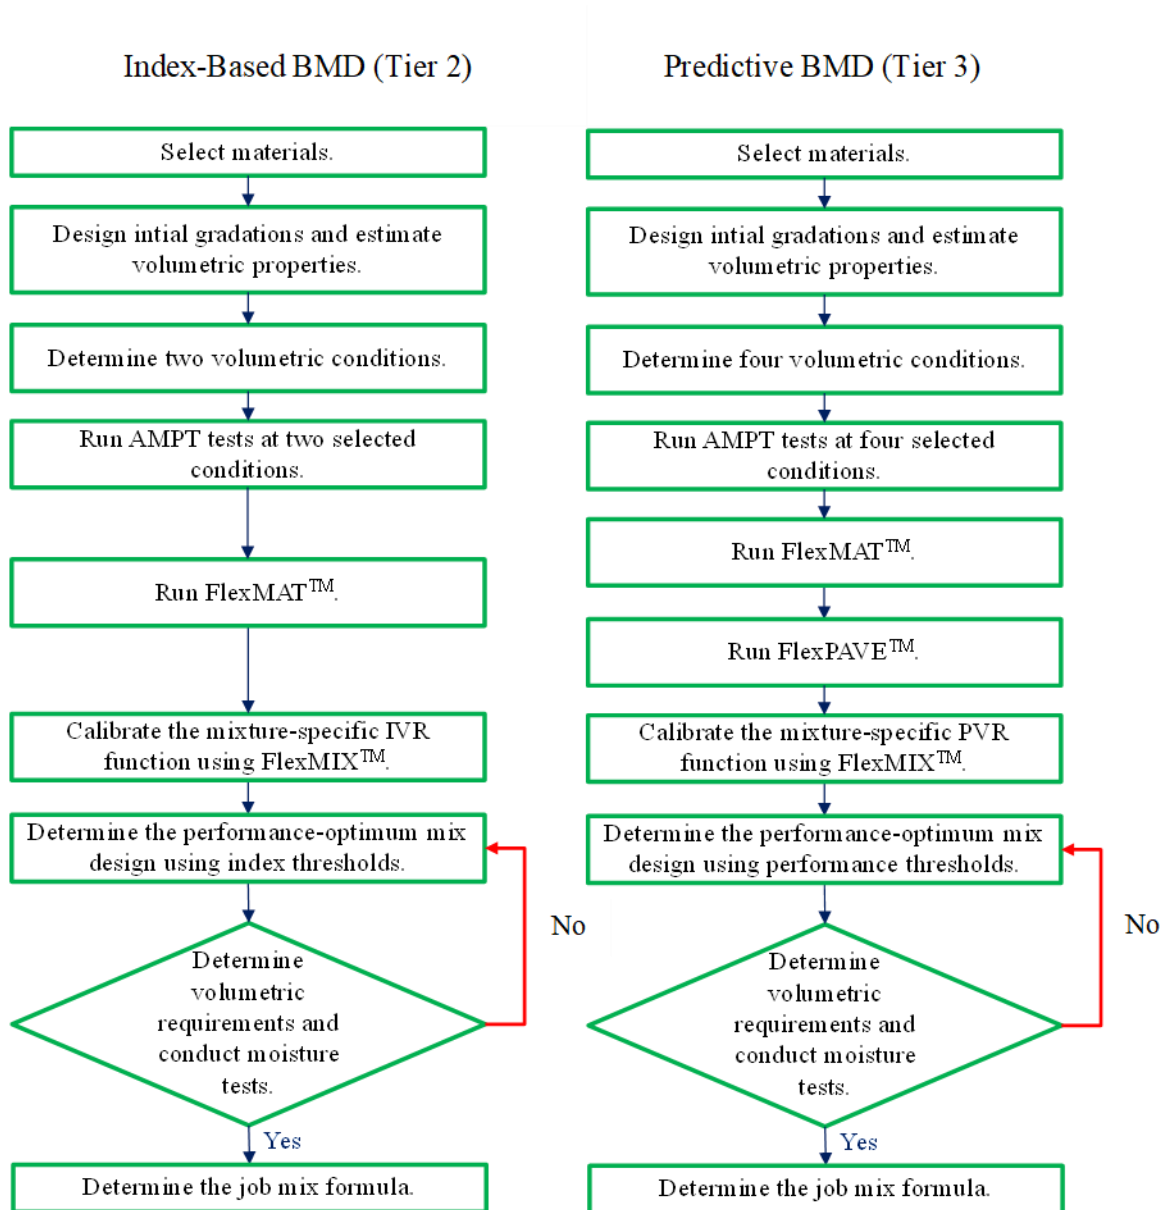 Index-Based BMD (Tier 2)
Select materials.
Design intial gradations and estimate
volumetric properties.
Determine two volumetric conditions.
Run AMPT tests at two selected
conditions.
Run FlexMAT™.
Calibrate the mixture-specific IVR
function using FlexMIX™.
Determine the performance-optimum mix
design using index thresholds.
No
Determine
volumetric
requirements and
conduct moisture
tests.
Yes
Determine the job mix formula.
Predictive BMD (Tier 3)
Select materials.
Design intial gradations and estimate
volumetric properties.
Determine four volumetric conditions.
Run AMPT tests at four selected
conditions.
Run FlexMAT™.
Run FlexPAVE™.
Calibrate the mixture-specific PVR
function using FlexMIX™.
Determine the performance-optimum mix
design using performance thresholds.
No
Determine
volumetric
requirements and
conduct moisture
tests.
Yes
Determine the job mix formula.